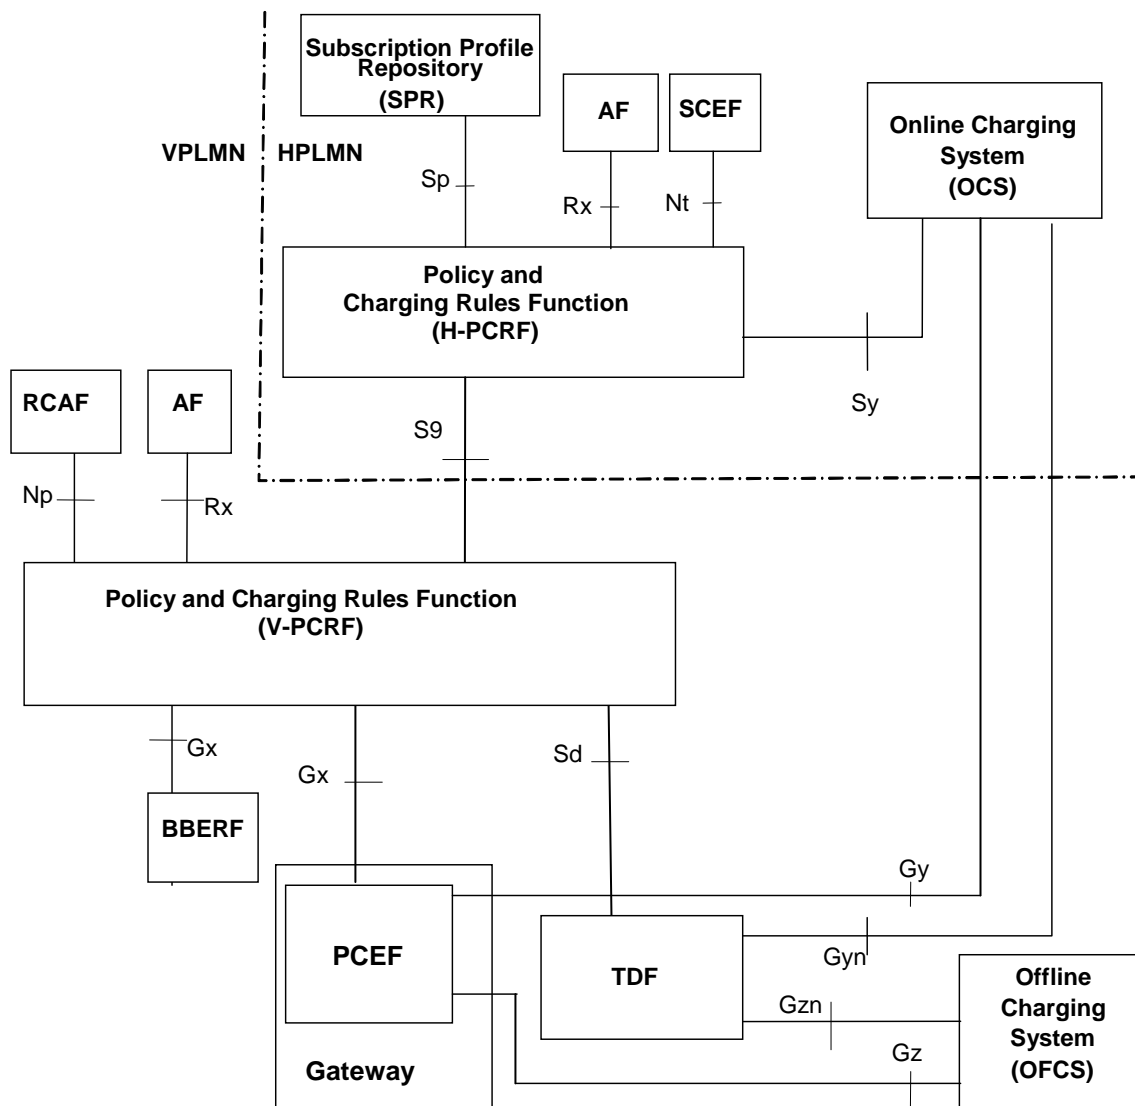 Subscription Profile
Repository
(SPR)
AF
SCEF
Online Charging
System
(OCS)
VPLMN
HPLMN
Sp
Rx
Nt
Policy and
Charging Rules Function
(H-PCRF)
Sy
RCAF
AF
S9
Np
Rx
Policy and Charging Rules Function
(V-PCRF)
Gx
Gx
Sd
BBERF
Gy
PCEF
TDF
Gyn
Gzn
Gz
Offline
Charging
System
(OFCS)
Gateway